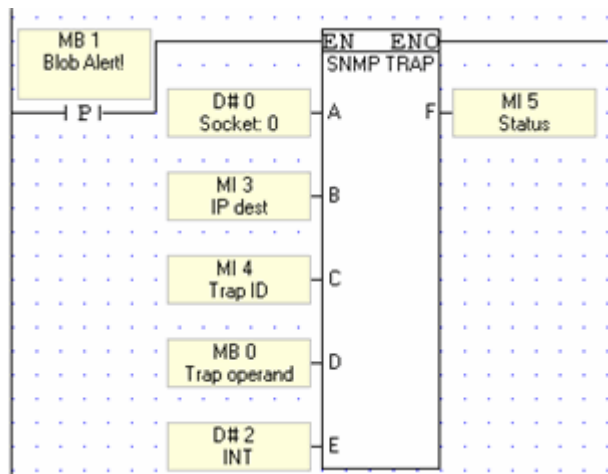 MB 1
Blob Alert!
P
EN ENO
SNMP TRAP
D# 0
Socket: 0
A
F
MI 5
Status
MI 3
IP dest
B
MI 4
Trap ID
C
MB 0
Trap operand
D
D# 2
INT
E